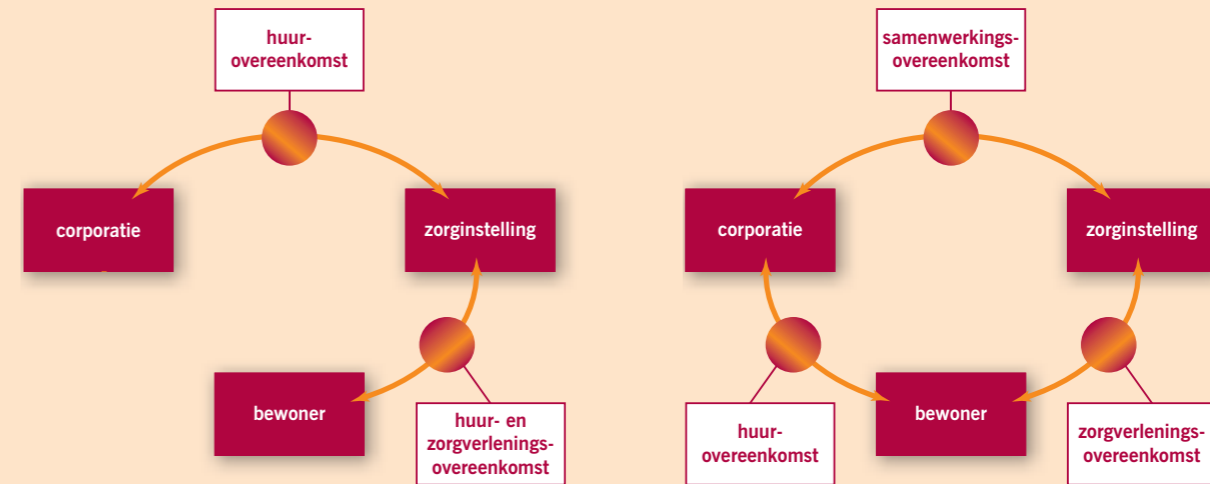 huur-
overeenkomst
corporatie
zorginstelling
bewoner
huur- en
zorgverlenings-
overeenkomst
samenwerkings-
overeenkomst
corporatie
zorginstelling
huur-
overeenkomst
bewoner
zorgverlenings-
overeenkomst